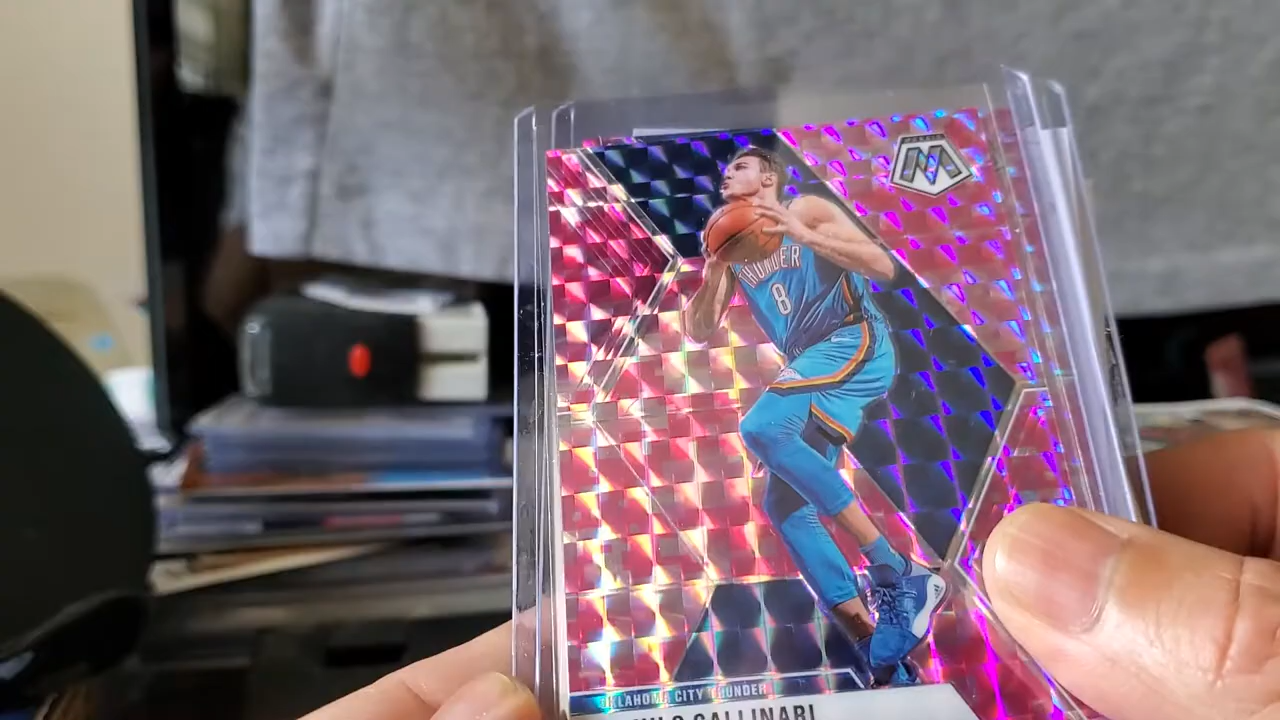 MOSAIC
THUNDER
8
OKLAHOMA CITY THUNDER
GALLINARI